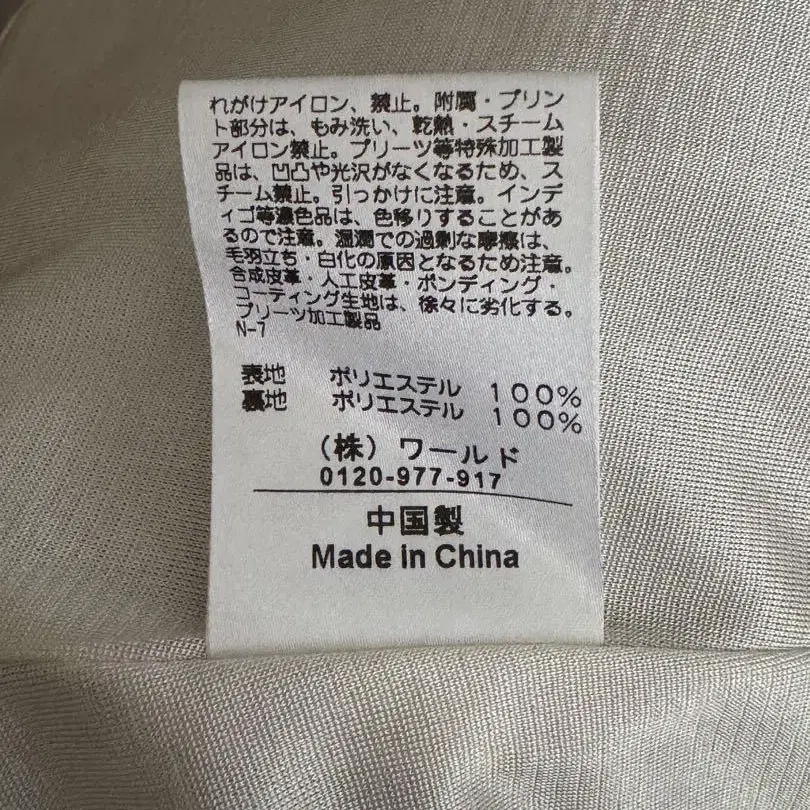 れがけアイロン、禁止。附属・プリン
ト部分は、もみ洗い、乾熱・スチーム
アイロン禁止。プリーツ等特殊加工製
品は、凹凸や光沢がなくなるため、ス
チーム禁止。引っかけに注意。インデ
ィゴ等濃色品は、色移りすることがあ
るので注意。湿潤での過剰な摩擦は、
毛羽立ち・白化の原因となるため注意。
合成皮革・人工皮革・ボンディング・
コーティング生地は、徐々に劣化する。
プリーツ加工製品
N-7
表地 ポリエステル 100%
裏地 ポリエステル 100%
(株) ワールド
0120-977-917
中国製
Made in China